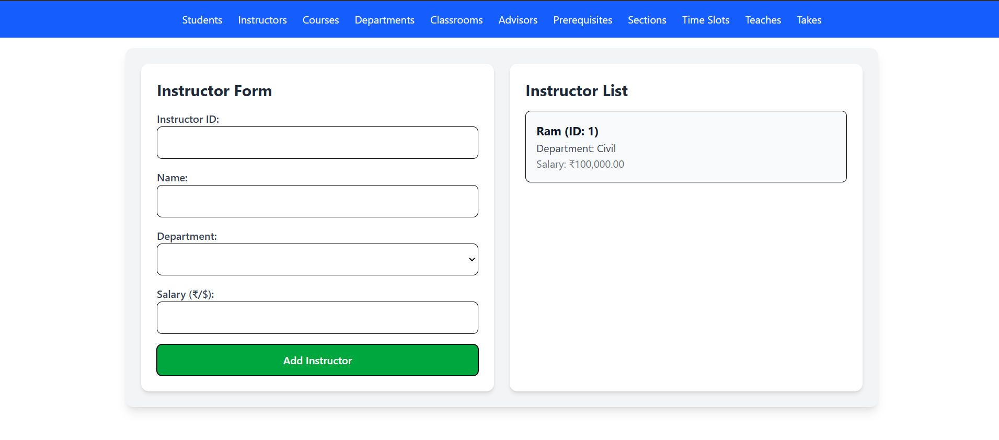 Students Instructors Courses Departments Classrooms Advisors Prerequisites Sections Time Slots Teaches Takes
Instructor Form
Instructor ID:
Name:
Department:
Salary (₹/$):
Add Instructor
Instructor List
Ram (ID: 1)
Department: Civil
Salary: ₹100,000.00